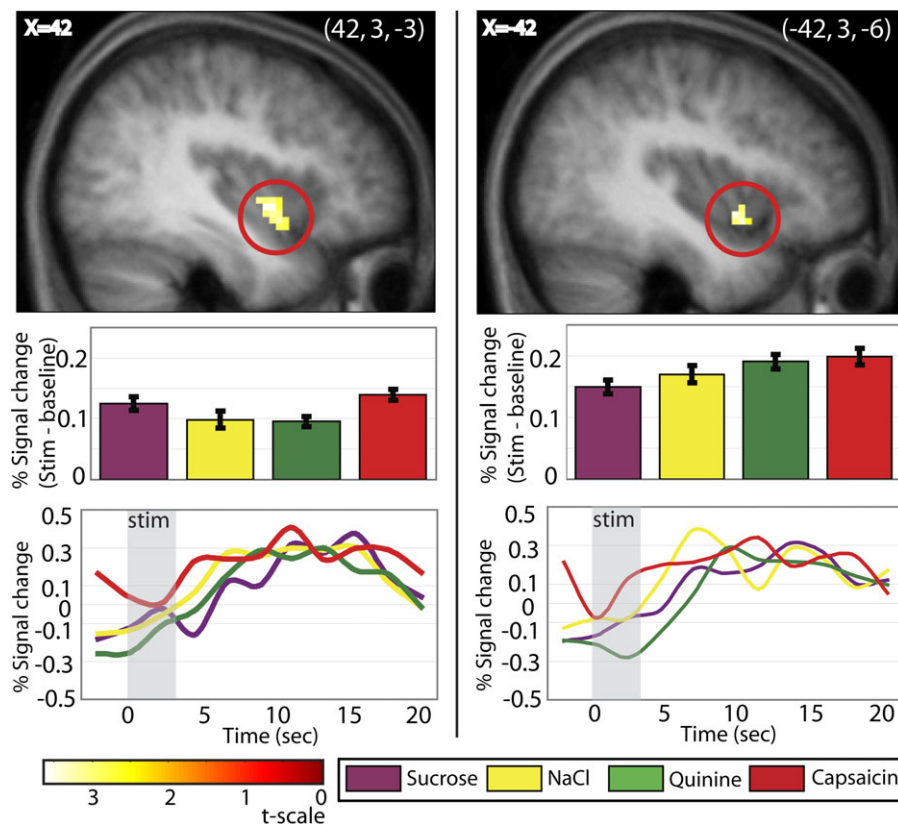 X=42 (42, 3, -3)
% Signal change
(Stim - baseline)
0.2
0.1
0
% Signal change
0.5
0.3
0.1
0
-0.1
-0.3
-0.5
stim
0 5 10 15 20
Time (sec)
X=-42 (-42, 3, -6)
% Signal change
(Stim - baseline)
0.2
0.1
0
% Signal change
0.5
0.3
0.1
0
-0.1
-0.3
-0.5
stim
0 5 10 15 20
Time (sec)
3 2 1 0
t-scale
Sucrose NaCl Quinine Capsaicin